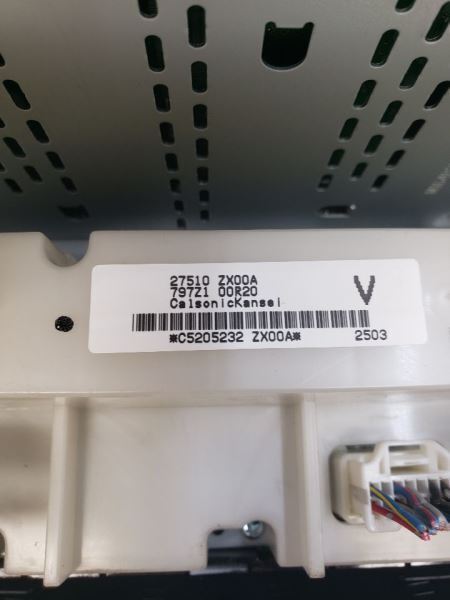 27510 ZX00A
797Z1 00R20
CalsonicKansei
V
*C5205232 ZX00A*
2503